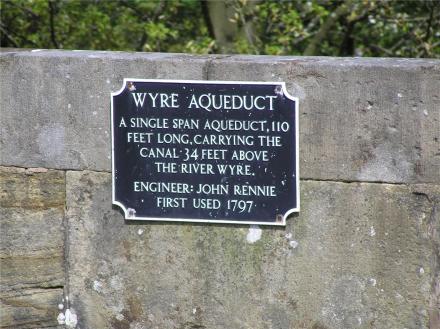 WYRE AQUEDUCT
A SINGLE SPAN AQUEDUCT, 110
FEET LONG, CARRYING THE
CANAL 34 FEET ABOVE
THE RIVER WYRE.
ENGINEER: JOHN RENNIE
FIRST USED 1797